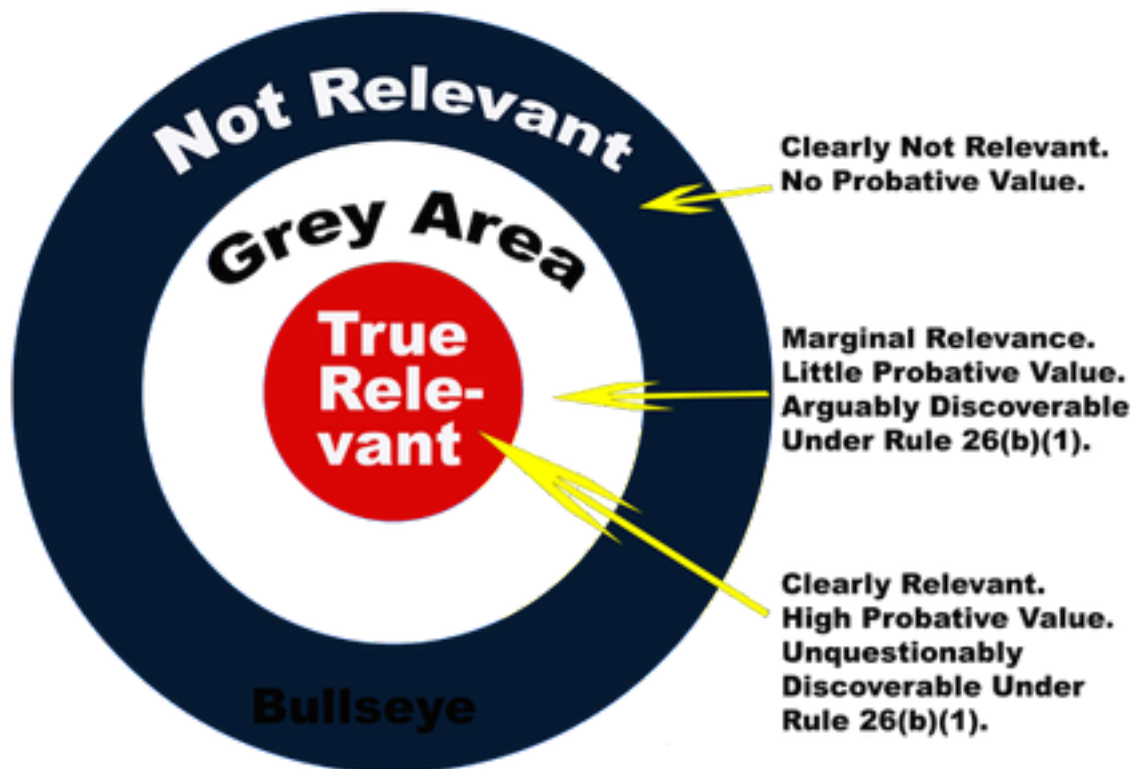 Not Relevant
Grey Area
True
Rele-
vant
Bullseye
Clearly Not Relevant.
No Probative Value.
Marginal Relevance.
Little Probative Value.
Arguably Discoverable
Under Rule 26(b)(1).
Clearly Relevant.
High Probative Value.
Unquestionably
Discoverable Under
Rule 26(b)(1).